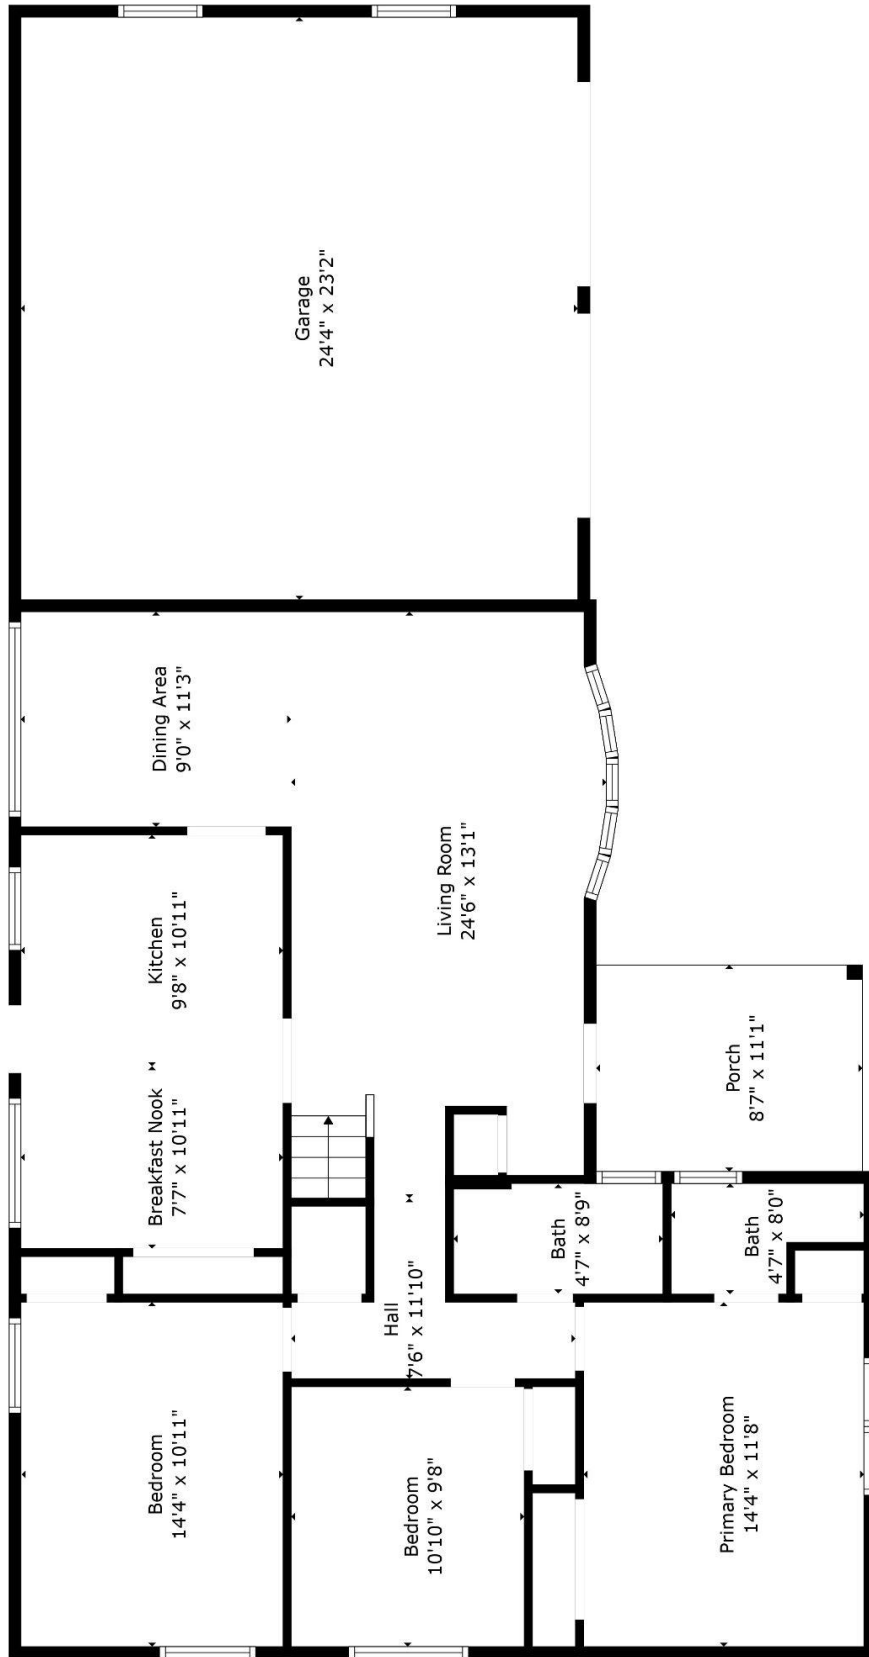 Garage
24'4" x 23'2"
Dining Area
9'0" x 11'3"
Kitchen
9'8" x 10'11"
Living Room
24'6" x 13'1"
Breakfast Nook
7'7" x 10'11"
Porch
8'7" x 11'1"
Bath
4'7" x 8'9"
Bath
4'7" x 8'0"
Hall
7'6" x 11'10"
Bedroom
14'4" x 10'11"
Bedroom
10'10" x 9'8"
Primary Bedroom
14'4" x 11'8"